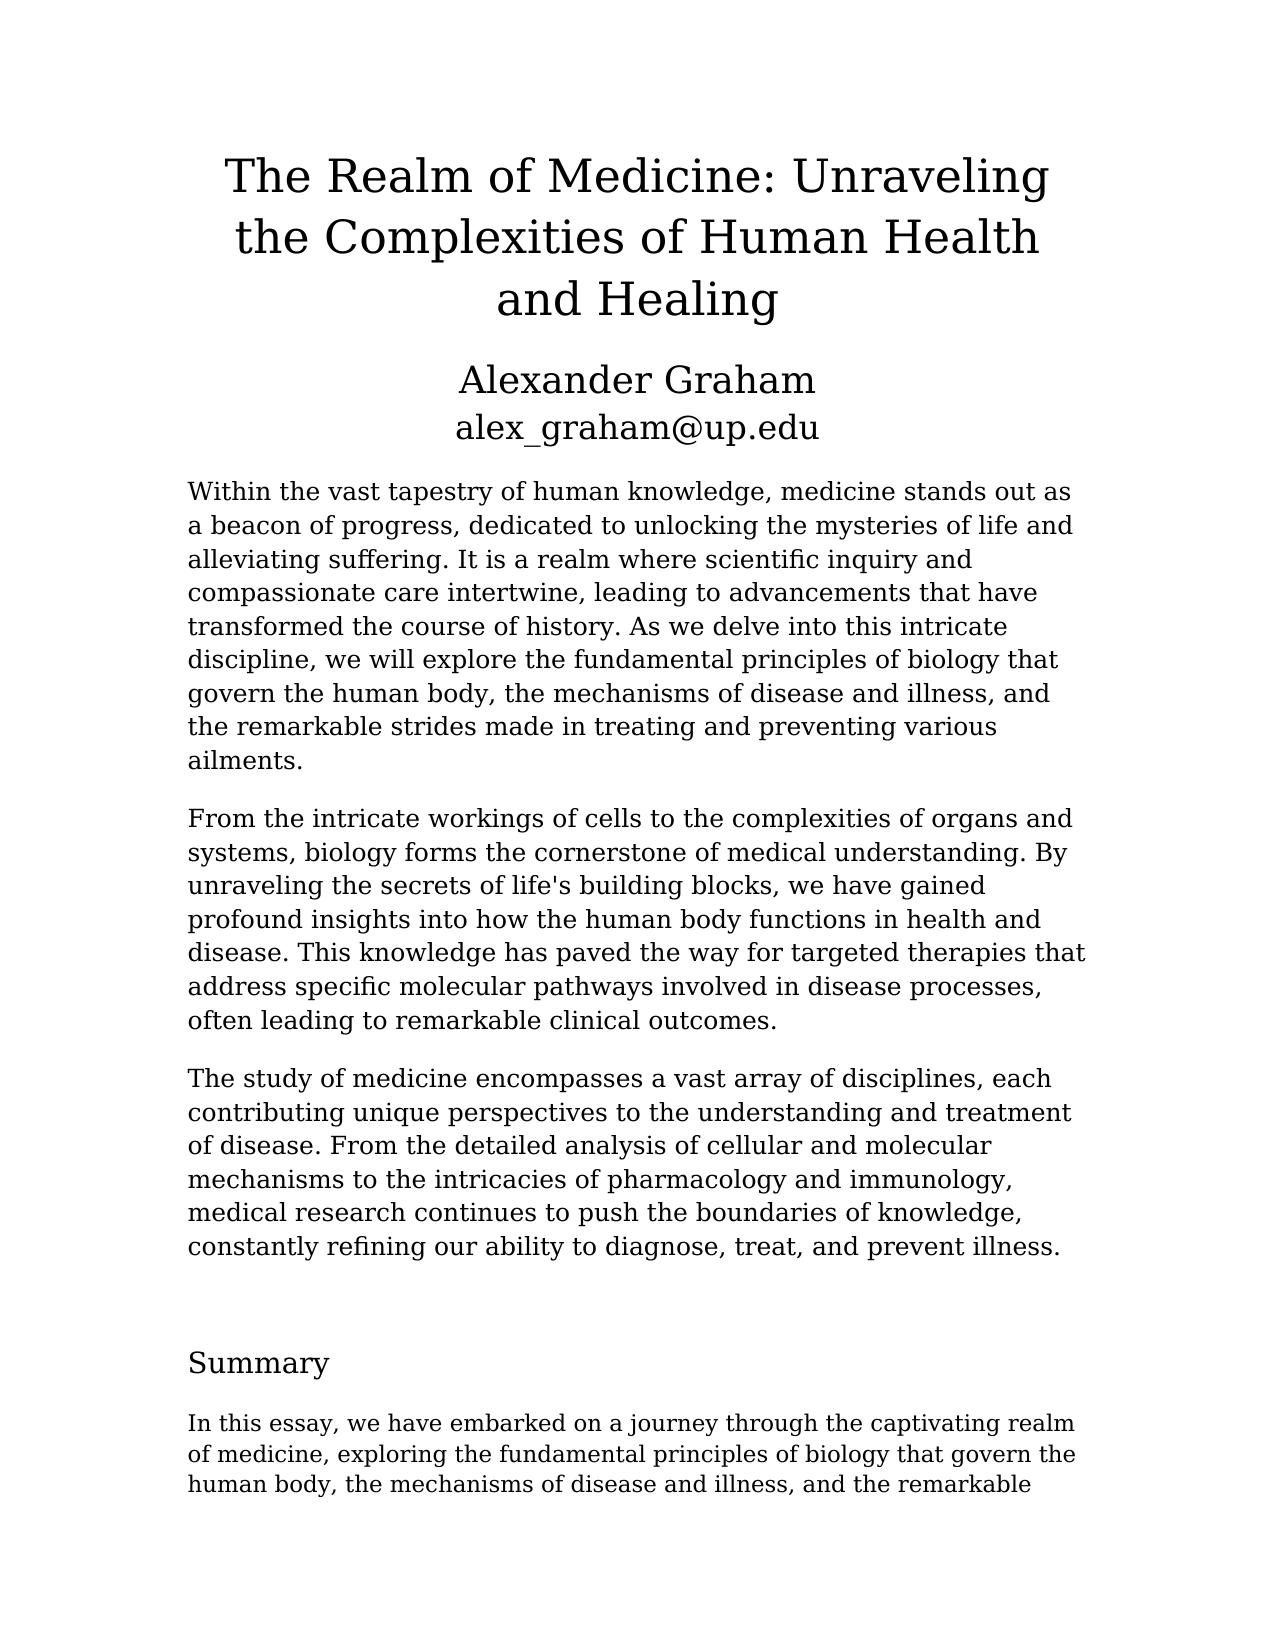 The Realm of Medicine: Unraveling
the Complexities of Human Health
and Healing
Alexander Graham
alex_graham@up.edu
Within the vast tapestry of human knowledge, medicine stands out as
a beacon of progress, dedicated to unlocking the mysteries of life and
alleviating suffering. It is a realm where scientific inquiry and
compassionate care intertwine, leading to advancements that have
transformed the course of history. As we delve into this intricate
discipline, we will explore the fundamental principles of biology that
govern the human body, the mechanisms of disease and illness, and
the remarkable strides made in treating and preventing various
ailments.
From the intricate workings of cells to the complexities of organs and
systems, biology forms the cornerstone of medical understanding. By
unraveling the secrets of life's building blocks, we have gained
profound insights into how the human body functions in health and
disease. This knowledge has paved the way for targeted therapies that
address specific molecular pathways involved in disease processes,
often leading to remarkable clinical outcomes.
The study of medicine encompasses a vast array of disciplines, each
contributing unique perspectives to the understanding and treatment
of disease. From the detailed analysis of cellular and molecular
mechanisms to the intricacies of pharmacology and immunology,
medical research continues to push the boundaries of knowledge,
constantly refining our ability to diagnose, treat, and prevent illness.
Summary
In this essay, we have embarked on a journey through the captivating realm
of medicine, exploring the fundamental principles of biology that govern the
human body, the mechanisms of disease and illness, and the remarkable